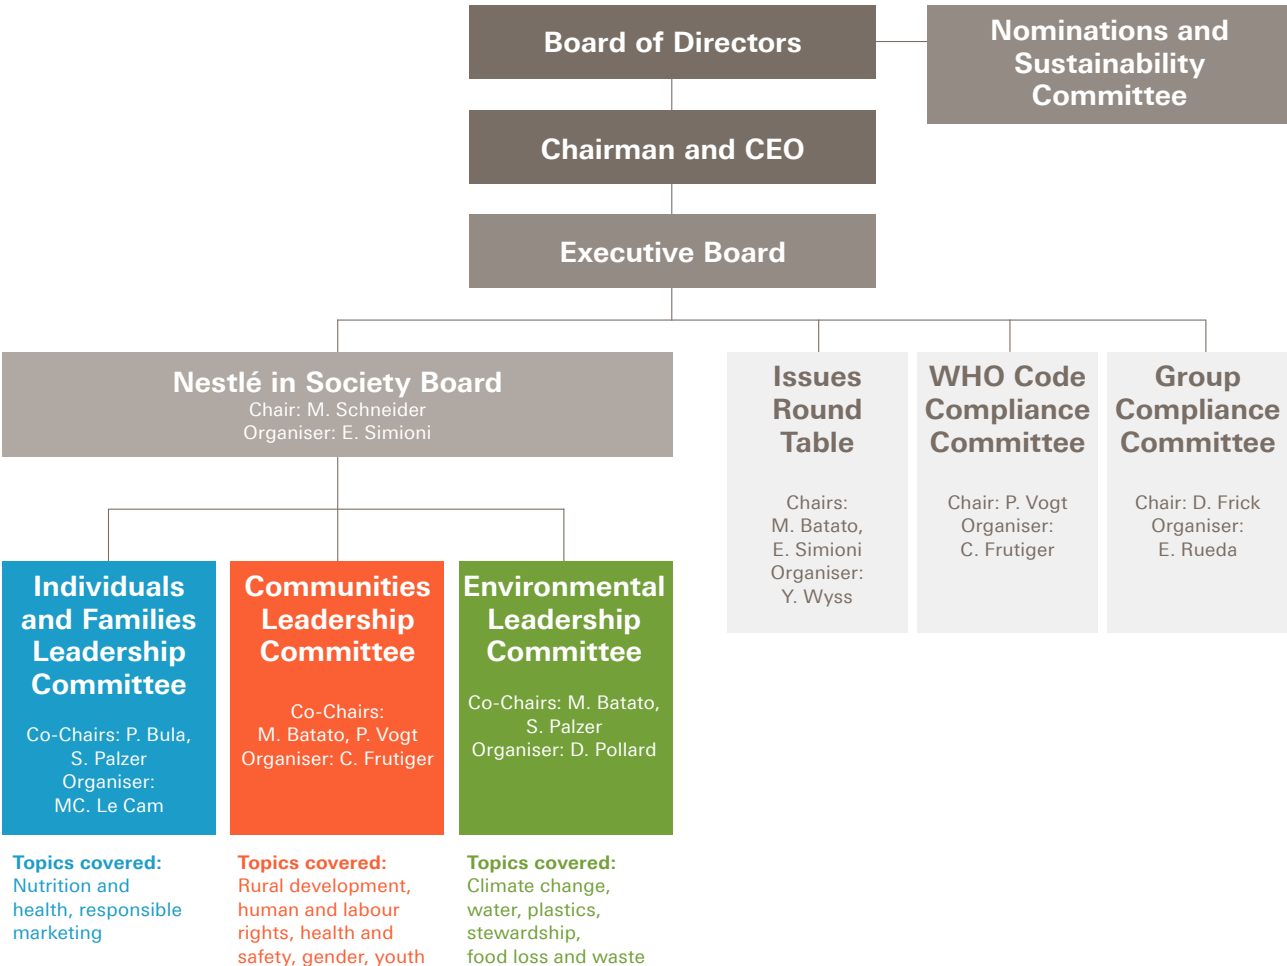 Board of Directors
Nominations and
Sustainability
Committee
Chairman and CEO
Executive Board
Nestlé in Society Board
Chair: M. Schneider
Organiser: E. Simioni
Issues
Round
Table
Chairs:
M. Batato,
E. Simioni
Organiser:
Y. Wyss
WHO Code
Compliance
Committee
Chair: P. Vogt
Organiser:
C. Frutiger
Group
Compliance
Committee
Chair: D. Frick
Organiser:
E. Rueda
Individuals
and Families
Leadership
Committee
Co-Chairs: P. Bula,
S. Palzer
Organiser:
MC. Le Cam
Communities
Leadership
Committee
Co-Chairs:
M. Batato, P. Vogt
Organiser: C. Frutiger
Environmental
Leadership
Committee
Co-Chairs: M. Batato,
S. Palzer
Organiser: D. Pollard
Topics covered:
Nutrition and
health, responsible
marketing
Topics covered:
Rural development,
human and labour
rights, health and
safety, gender, youth
Topics covered:
Climate change,
water, plastics,
stewardship,
food loss and waste